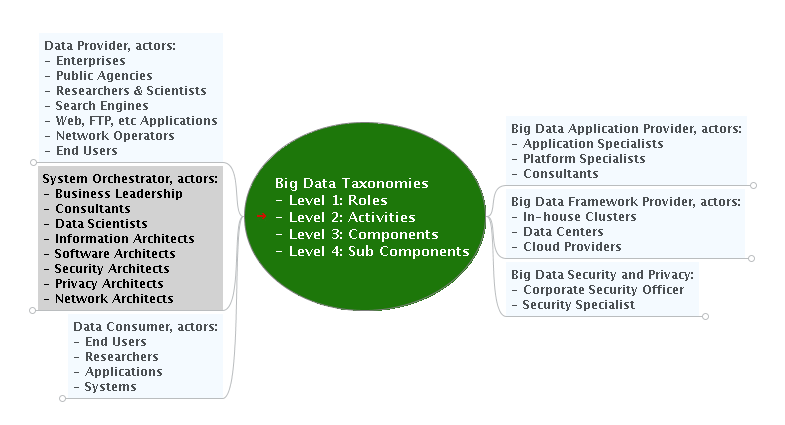 Data Provider, actors:
- Enterprises
- Public Agencies
- Researchers & Scientists
- Search Engines
- Web, FTP, etc Applications
- Network Operators
- End Users
System Orchestrator, actors:
- Business Leadership
- Consultants
- Data Scientists
- Information Architects
- Software Architects
- Security Architects
- Privacy Architects
- Network Architects
Data Consumer, actors:
- End Users
- Researchers
- Applications
- Systems
Big Data Taxonomies
- Level 1: Roles
- Level 2: Activities
- Level 3: Components
- Level 4: Sub Components
Big Data Application Provider, actors:
- Application Specialists
- Platform Specialists
- Consultants
Big Data Framework Provider, actors:
- In-house Clusters
- Data Centers
- Cloud Providers
Big Data Security and Privacy:
- Corporate Security Officer
- Security Specialist